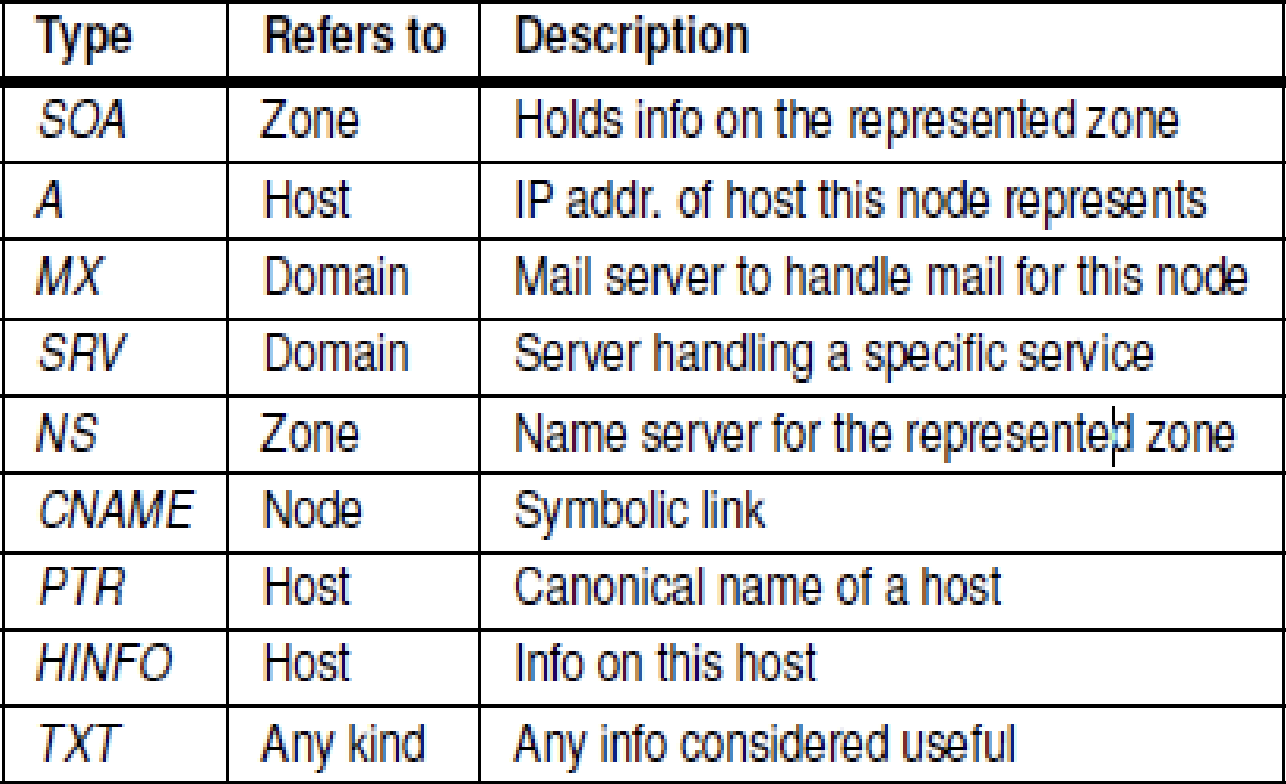 Type Refers to Description
SOA Zone Holds info on the represented zone
A Host IP addr. of host this node represents
MX Domain Mail server to handle mail for this node
SRV Domain Server handling a specific service
NS Zone Name server for the represented zone
CNAME Node Symbolic link
PTR Host Canonical name of a host
HINFO Host Info on this host
TXT Any kind Any info considered useful